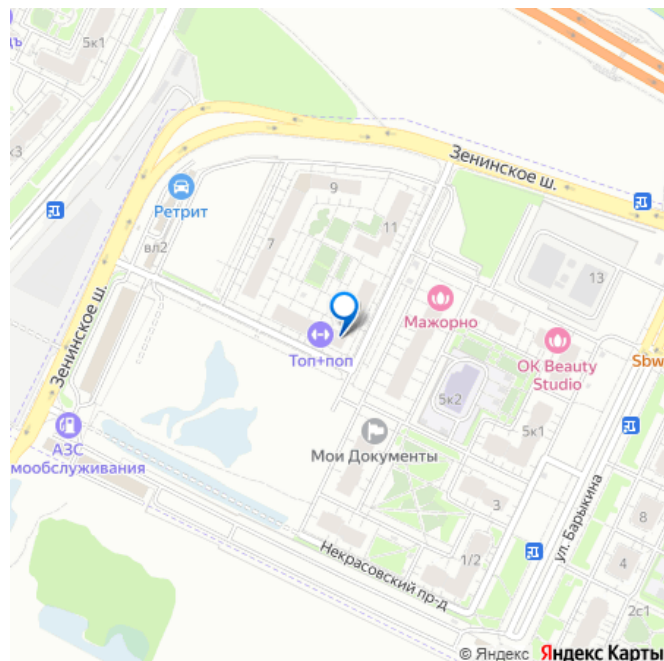 5к1
дъ
к3
Зенинское ш.
9
Ретрит
11
7
вл2
13
Мажорно
OK Beauty
Studio
Sbw
Топ+поп
Зенинское ш.
5к2
5к1
АЗС
мообслуживания
Мои Документы
3
ул. Барыкина
8
Некрасовский пр-д
1/2
4
2с1
© Яндекс Яндекс Карты